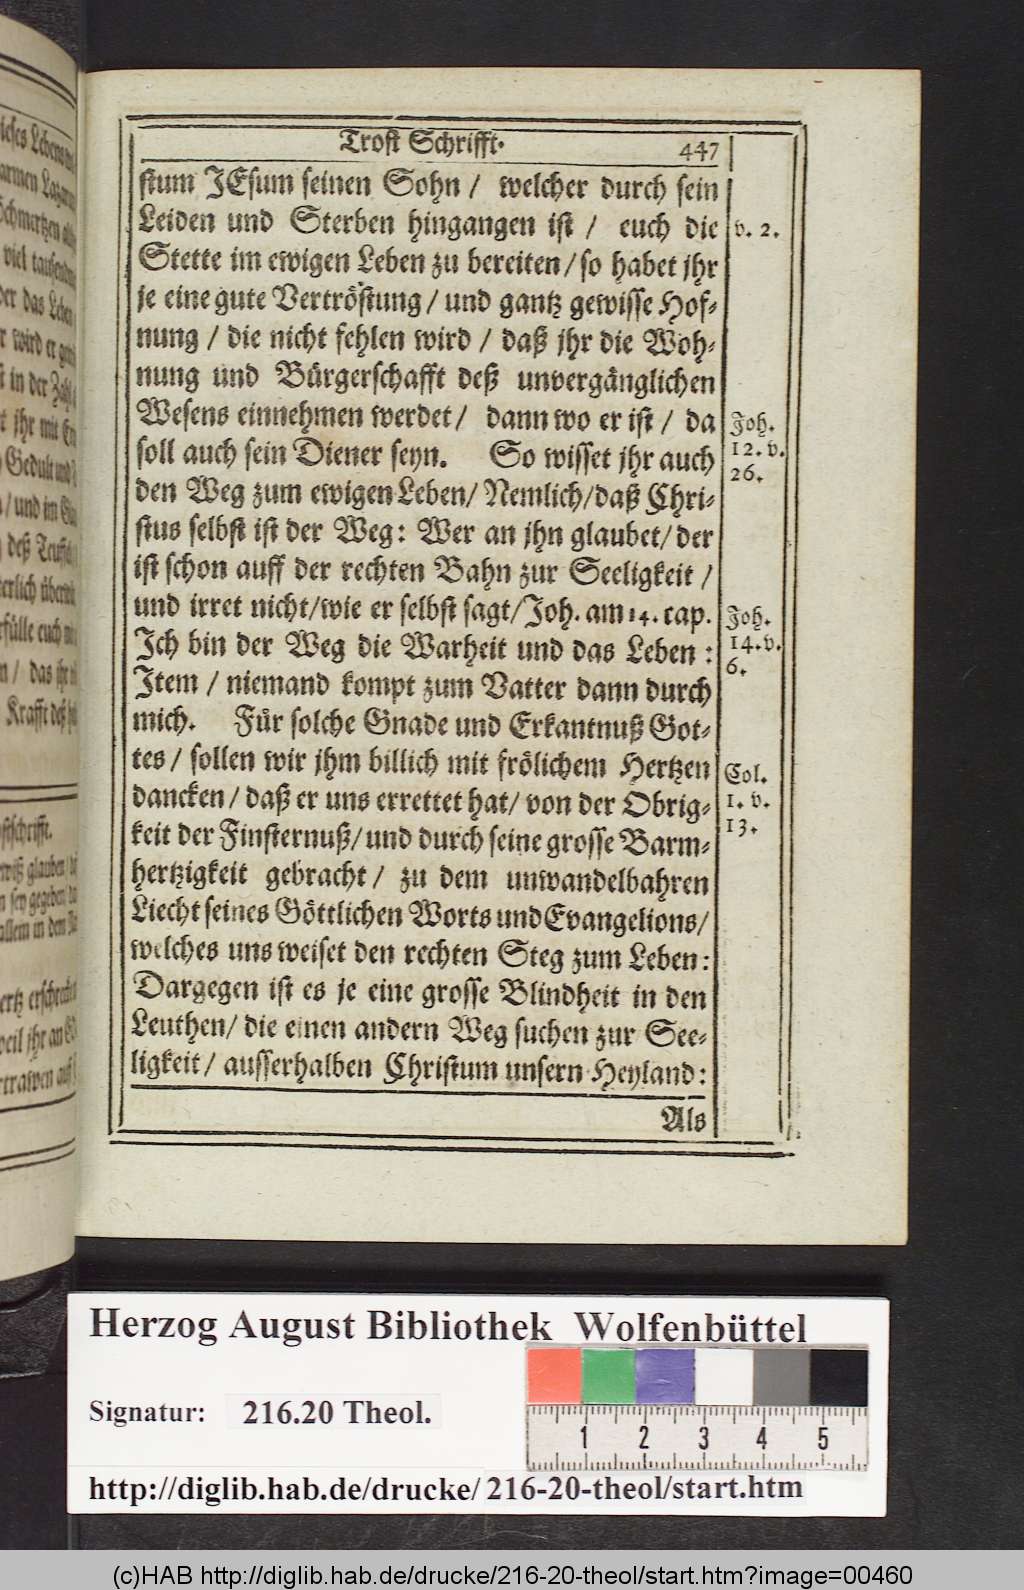 Trost Schrifft.
447
stum JEsum seinen Sohn / welcher durch sein
Leiden und Sterben hingangen ist / euch die
v. 2.
Stette im ewigen Leben zu bereiten / so habet jhr
je eine gute Vertröstung / und gantz gewisse Hof-
nung / die nicht fehlen wird / daß jhr die Woh-
nung und Bürgerschafft deß unvergänglichen
Wesens einnehmen werdet / dann wo er ist / da
Joh.
12. v.
26.
soll auch sein Diener seyn. So wisset jhr auch
den Weg zum ewigen Leben / Nemlich / daß Chri-
stus selbst ist der Weg: Wer an jhn glaubet / der
ist schon auff der rechten Bahn zur Seeligkeit /
und irret nicht / wie er selbst sagt / Joh. am 14. cap.
Joh.
14. v.
6.
Ich bin der Weg die Warheit und das Leben :
Item / niemand kompt zum Vatter dann durch
mich. Für solche Gnade und Erkantnuß Got-
tes / sollen wir jhm billich mit frölichem Hertzen
Col.
1. v.
13.
dancken / daß er uns errettet hat / von der Obrig-
keit der Finsternuß / und durch seine grosse Barm-
hertzigkeit gebracht / zu dem unwandelbahren
Liecht seines Göttlichen Worts und Evangelions /
welches uns weiset den rechten Steg zum Leben :
Dargegen ist es je eine grosse Blindheit in den
Leuthen / die einen andern Weg suchen zur See-
ligkeit / ausserhalben Christum unsern Heyland :
Als
Herzog August Bibliothek Wolfenbüttel
Signatur: 216.20 Theol.
1 2 3 4 5
http://diglib.hab.de/drucke/ 216-20-theol/start.htm
(c)HAB http://diglib.hab.de/drucke/216-20-theol/start.htm?image=00460